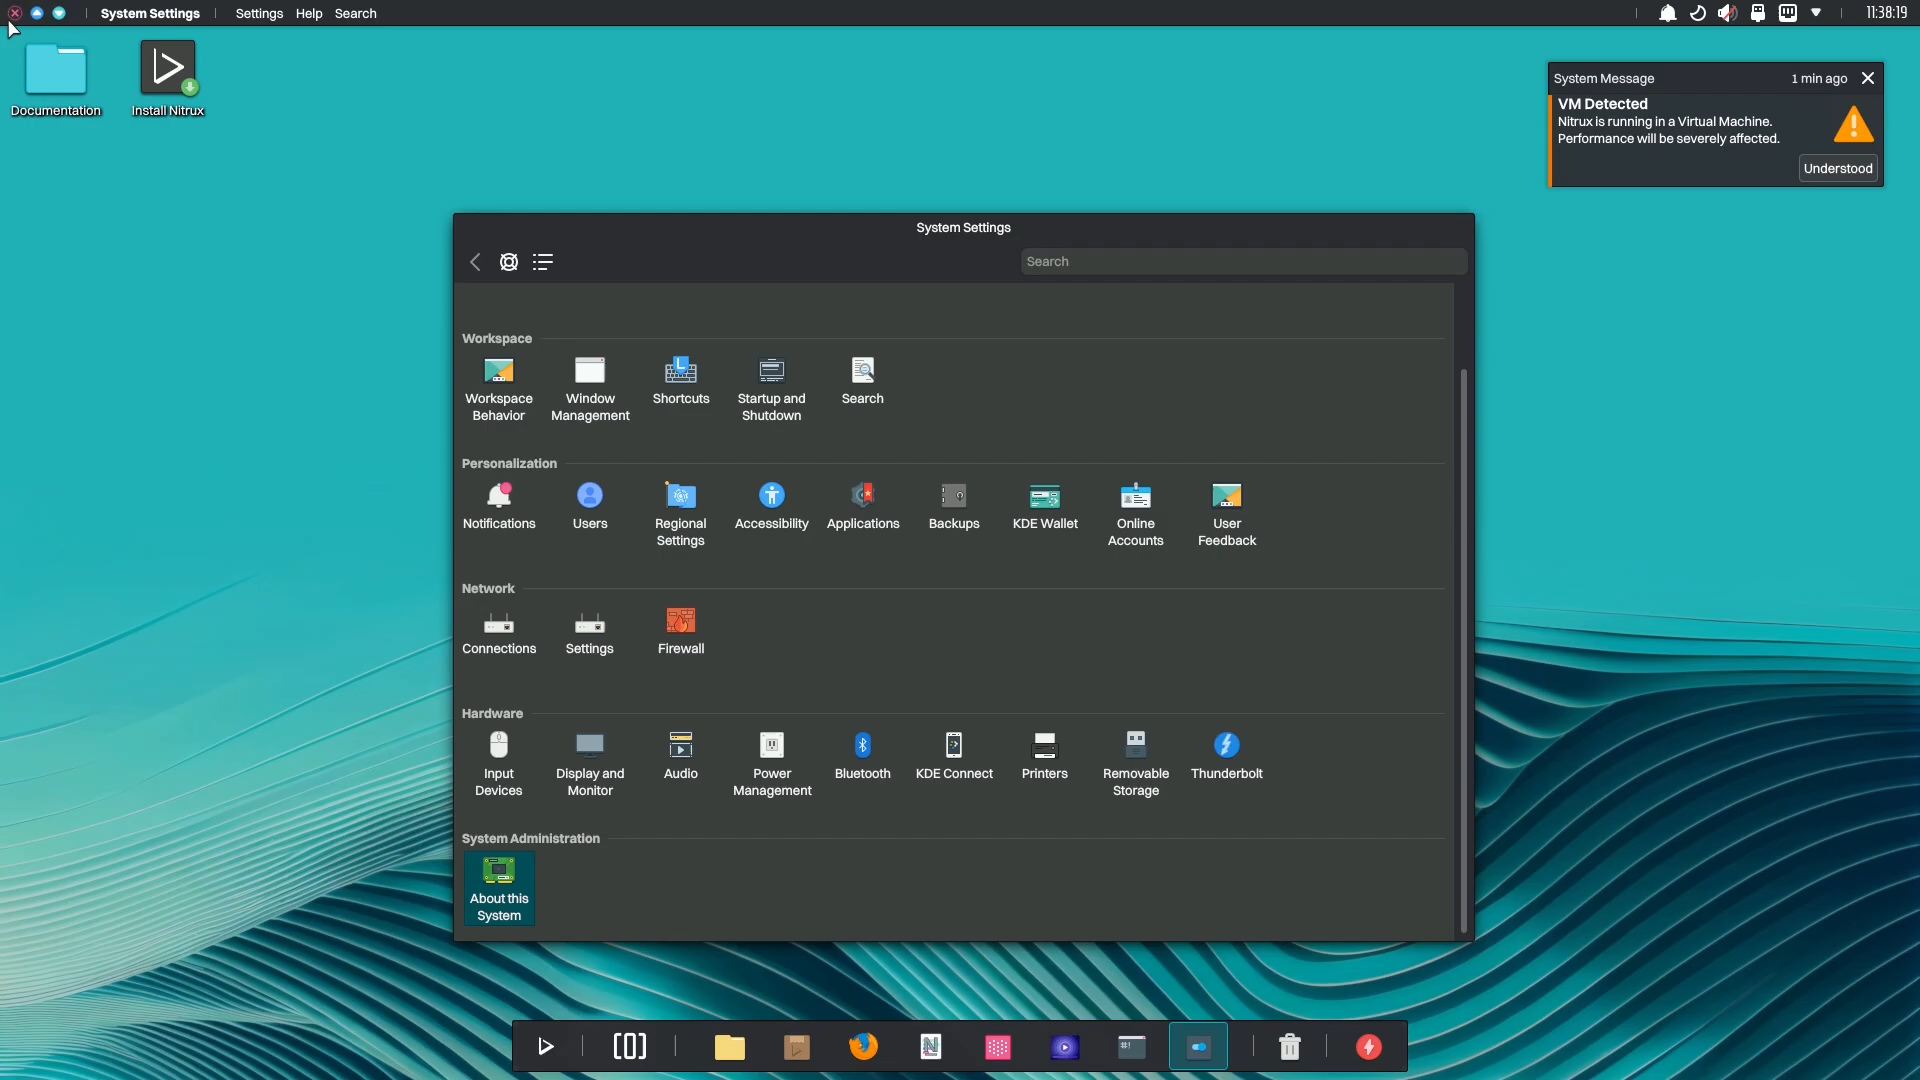 System Settings
Settings Help Search
11:38:19
Documentation
Install Nitrux
System Message 1 min ago
VM Detected
Nitrux is running in a Virtual Machine.
Performance will be severely affected.
Understood
System Settings
Search
Workspace
Workspace Behavior
Window Management
Shortcuts
Startup and Shutdown
Search
Personalization
Notifications
Users
Regional Settings
Accessibility
Applications
Backups
KDE Wallet
Online Accounts
User Feedback
Network
Connections
Settings
Firewall
Hardware
Input Devices
Display and Monitor
Audio
Power Management
Bluetooth
KDE Connect
Printers
Removable Storage
Thunderbolt
System Administration
About this System